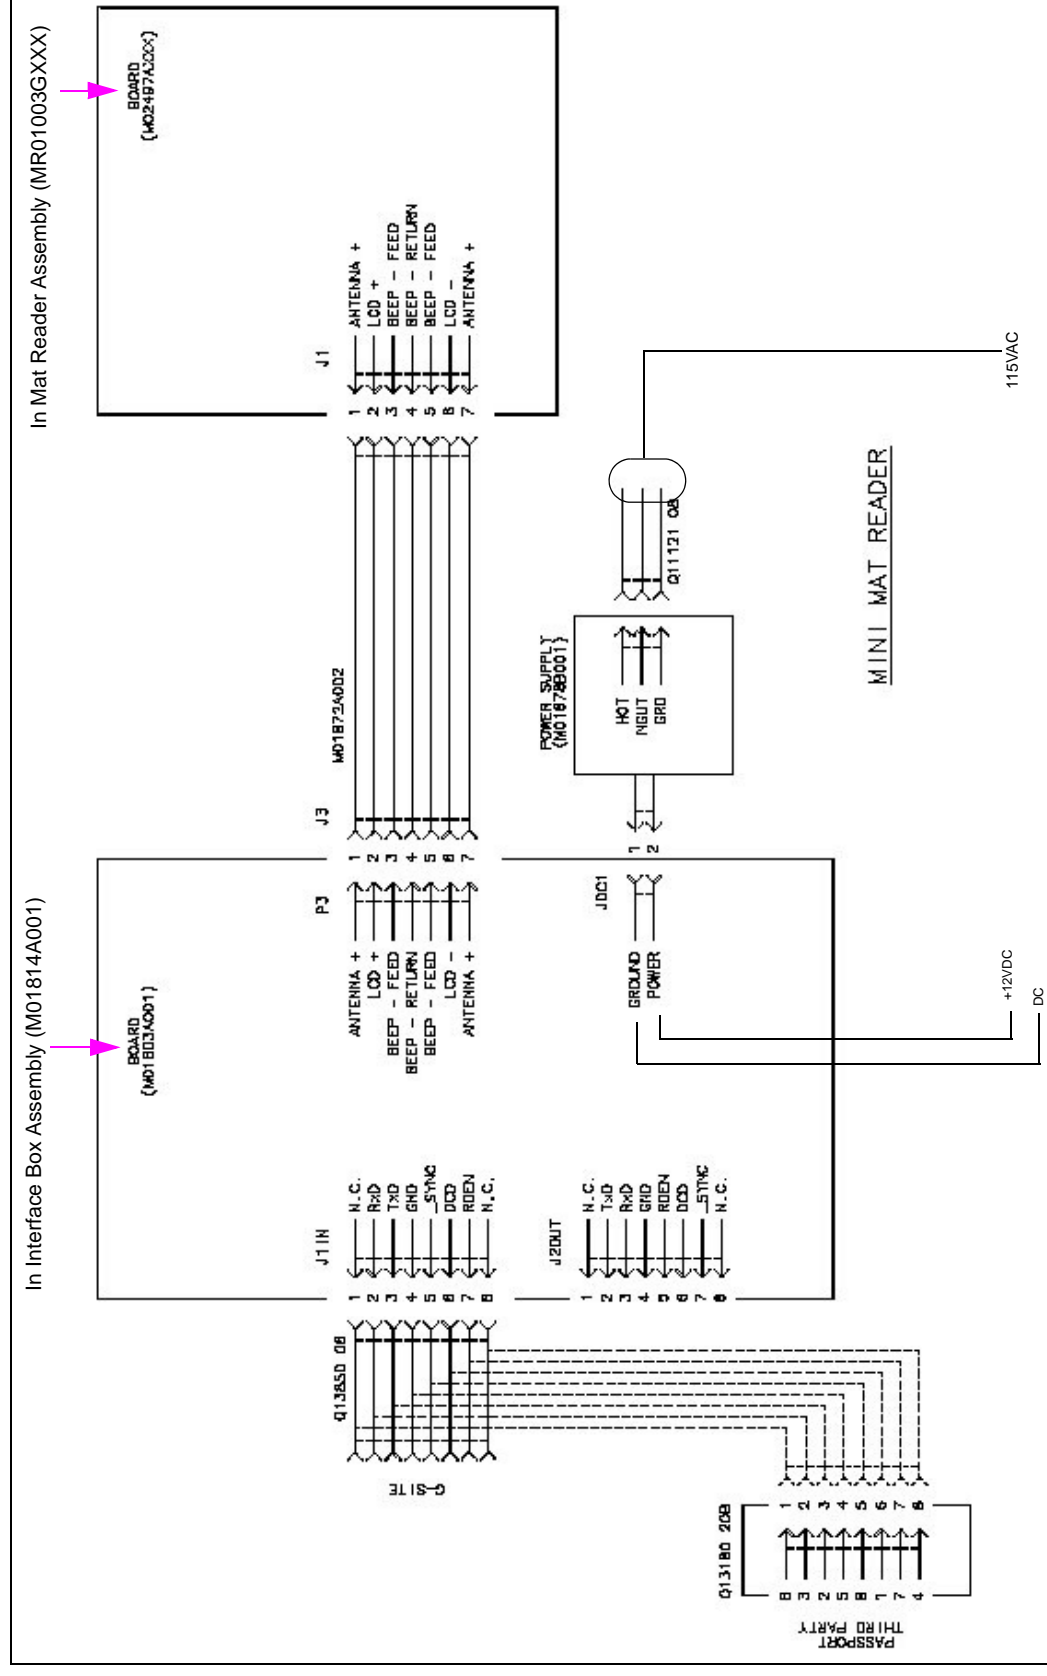 In Mat Reader Assembly (MR01003GXXX)
BOARD
J1
ANTENNA +
LCD +
BEEP - FEED
BEEP - RETURN
BEEP - FEED
LCD -
ANTENNA +
1
2
3
4
5
6
7
M01872A002
J3
1
2
3
4
5
6
7
In Interface Box Assembly (M01814A001)
BOARD
(M01803A001)
P3
ANTENNA +
LCD +
BEEP - FEED
BEEP - RETURN
BEEP - FEED
LCD -
ANTENNA +
115VAC
Q11121 08
POWER SUPPLY
HOT
GRD
1
2
JDC1
GROUND
POWER
+12VDC
DC
MINI MAT READER
J1IN
N.C.
RxD
TxD
GND
_SYNC
DCD
RDEN
N.C.
1
2
3
4
5
6
7
8
J2OUT
N.C.
TxD
RxD
GND
RDEN
DCD
_SYNC
N.C.
1
2
3
4
5
6
7
8
Q13850 08
G-SITE
Q13180 208
1
2
3
4
5
6
7
8
3
2
5
1
7
4
PASSPORT
THIRD PARTY